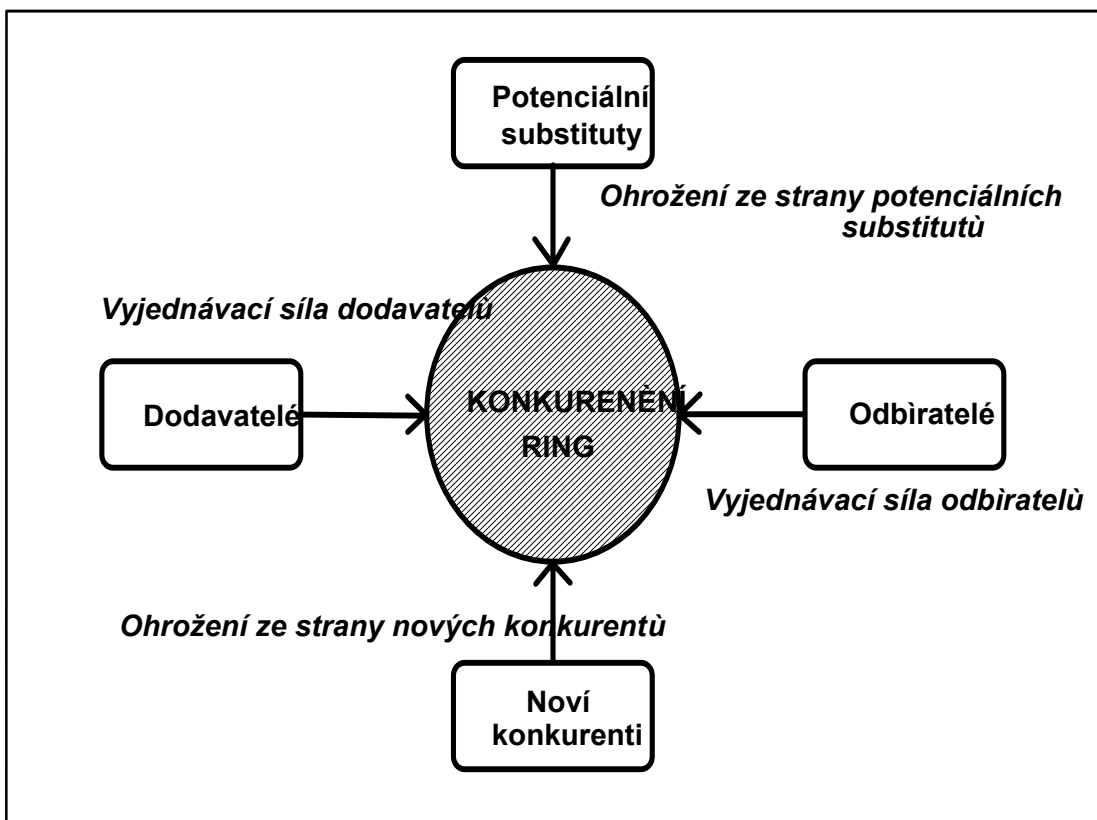 Potenciální
substituty
Ohrožení ze strany potenciálních
substitutù
Vyjednávací síla dodavatelù
Dodavatelé
KONKURENÈNÍ
RING
Odbìratelé
Vyjednávací síla odbìratelù
Ohrožení ze strany nových konkurentù
Noví
konkurenti